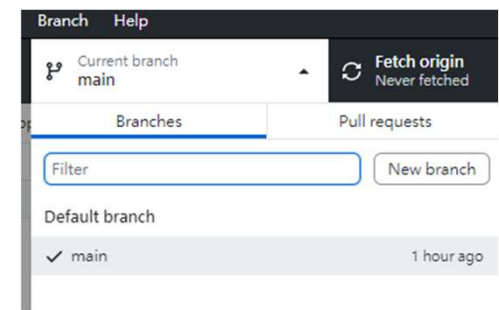 Branch Help
Current branch
main
Fetch origin
Never fetched
Branches
Pull requests
Filter
New branch
Default branch
main
1 hour ago